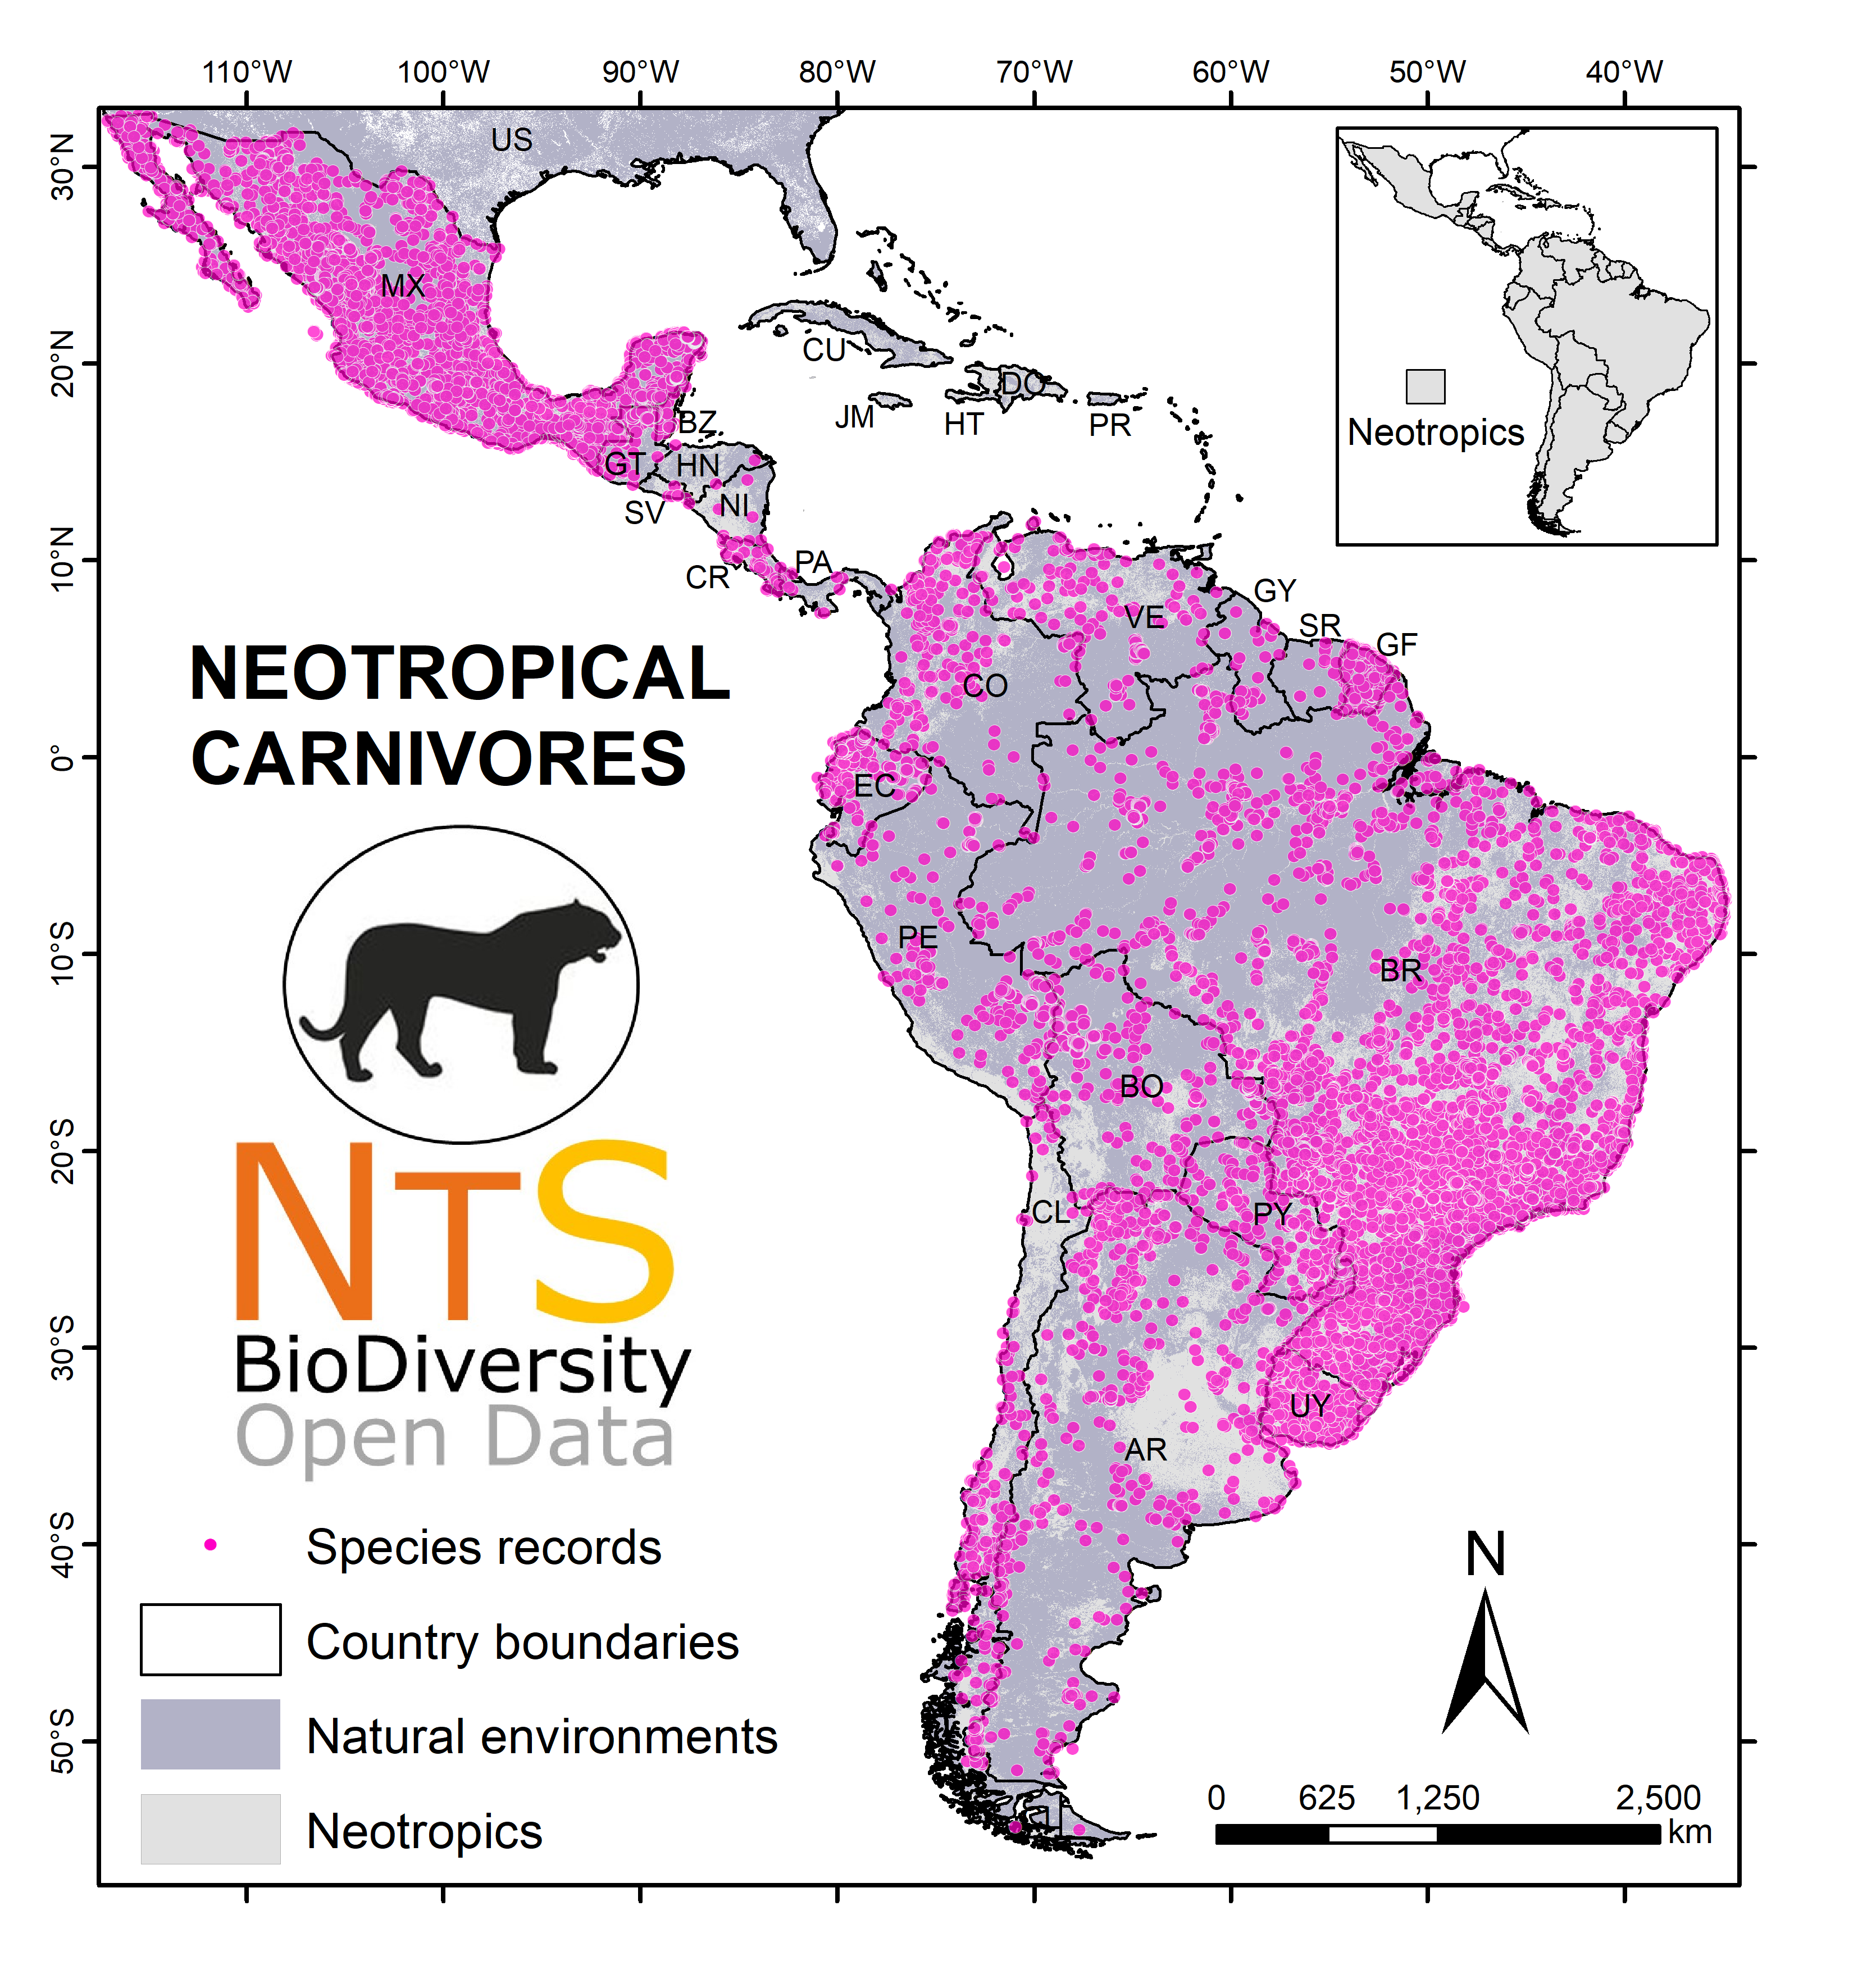 110°W 100°W 90°W 80°W 70°W 60°W 50°W 40°W
30°N
20°N
10°N
0°
10°S
20°S
30°S
40°S
50°S
US
MX
CU
DO
JM
HT
PR
BZ
GT
HN
SV
NI
CR
PA
VE
GY
SR
GF
CO
EC
PE
BR
BO
CL
PY
UY
AR
Neotropics
NEOTROPICAL
CARNIVORES
NTS
BioDiversity
Open Data
Species records
Country boundaries
Natural environments
Neotropics
N
0 625 1,250 2,500
km